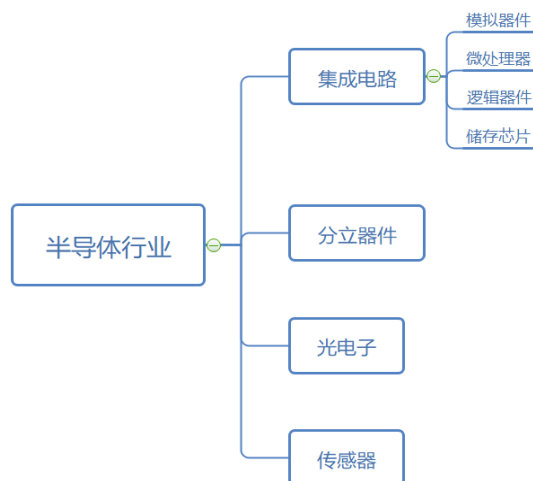 模拟器件
微处理器
集成电路
逻辑器件
储存芯片
分立器件
半导体行业
光电子
传感器